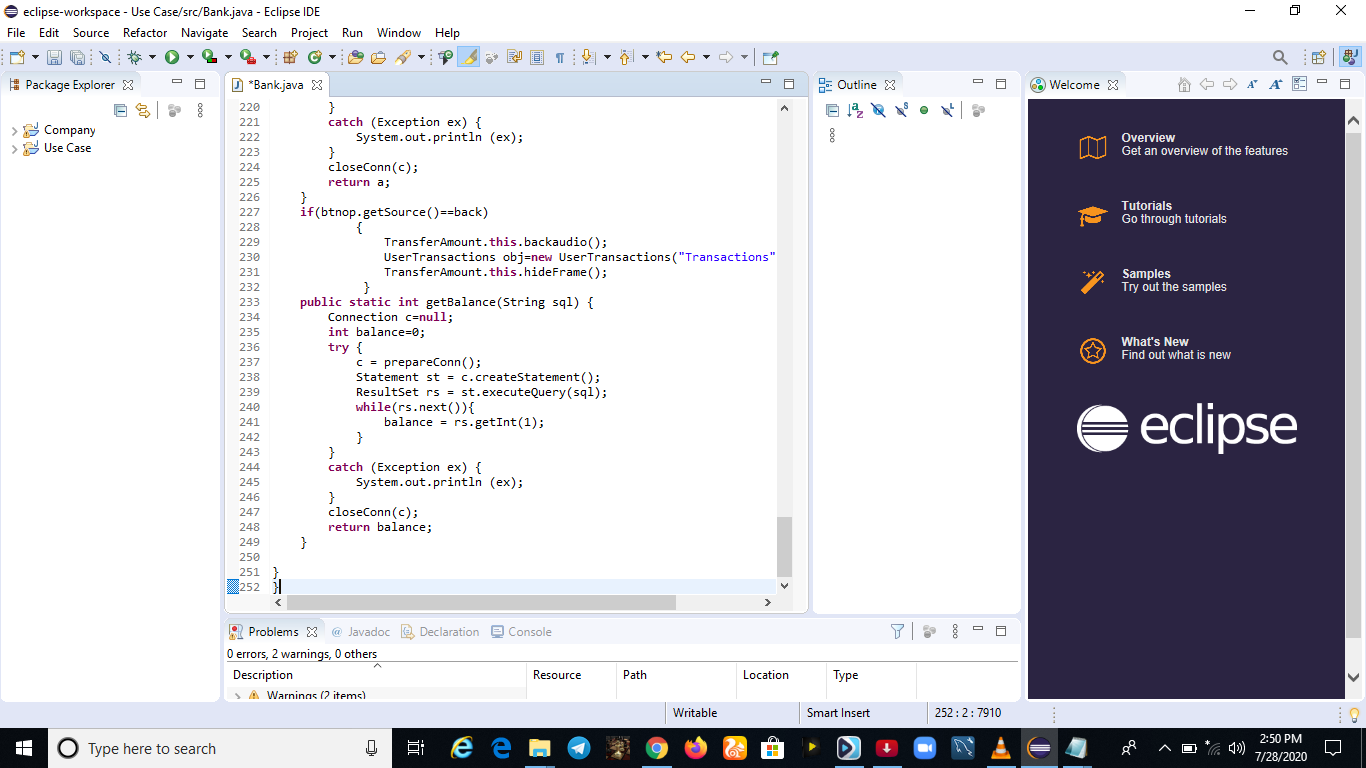 eclipse-workspace - Use Case/src/Bank.java - Eclipse IDE
File Edit Source Refactor Navigate Search Project Run Window Help
Package Explorer
Company
Use Case
*Bank.java
220 }
221 catch (Exception ex) {
222 System.out.println (ex);
223 }
224 closeConn(c);
225 return a;
226 }
227 if(btnop.getSource()==back)
228 {
229 TransferAmount.this.backaudio();
230 UserTransactions obj=new UserTransactions("Transactions"
231 TransferAmount.this.hideFrame();
232 }
233 public static int getBalance(String sql) {
234 Connection c=null;
235 int balance=0;
236 try {
237 c = prepareConn();
238 Statement st = c.createStatement();
239 ResultSet rs = st.executeQuery(sql);
240 while(rs.next()){
241 balance = rs.getInt(1);
242 }
243 }
244 catch (Exception ex) {
245 System.out.println (ex);
246 }
247 closeConn(c);
248 return balance;
249 }
250
251 }
252 }
Outline
Welcome
Overview
Get an overview of the features
Tutorials
Go through tutorials
Samples
Try out the samples
What's New
Find out what is new
eclipse
Problems @ Javadoc Declaration Console
0 errors, 2 warnings, 0 others
Description Resource Path Location Type
Warnings (2 items)
Writable Smart Insert 252 : 2 : 7910
Type here to search
2:50 PM
7/28/2020